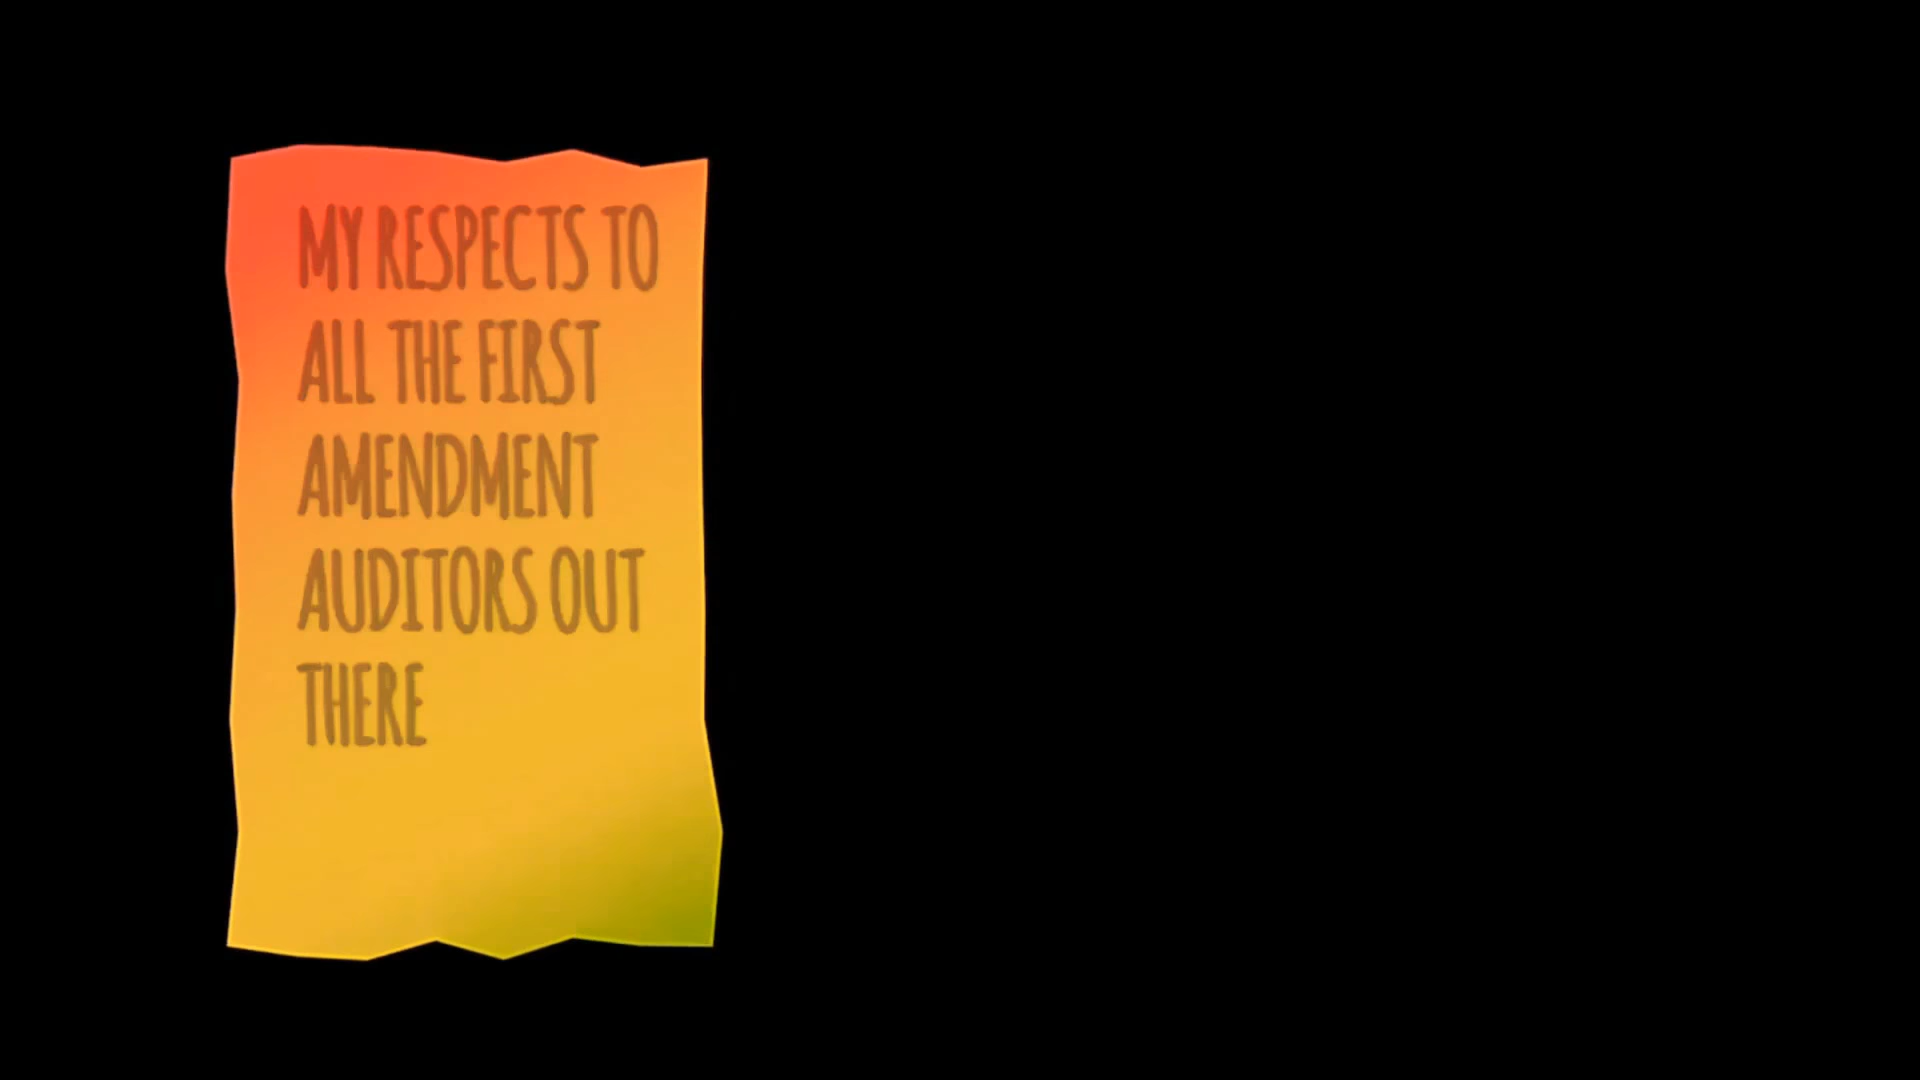 MY RESPECTS TO
ALL THE FIRST
AMENDMENT
AUDITORS OUT
THERE